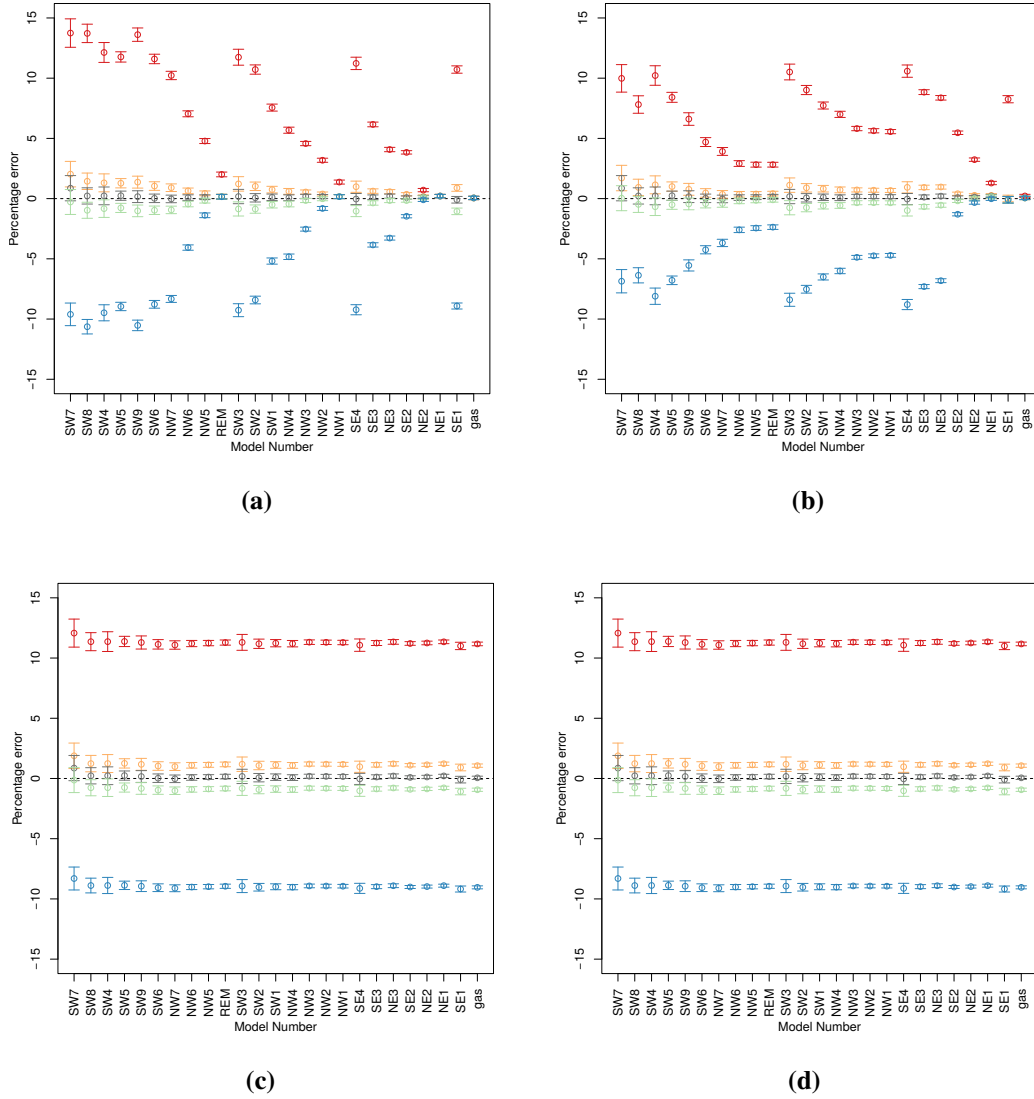 15
10
5
0
−5
−10
−15
Percentage error
SW7 SW8 SW4 SW5 SW9 SW6 NW7 NW6 NW5 REM SW3 SW2 SW1 NW4 NW3 NW2 NW1 SE4 SE3 NE3 SE2 NE2 NE1 SE1 gas
Model Number
(a)
15
10
5
0
−5
−10
−15
Percentage error
SW7 SW8 SW4 SW5 SW9 SW6 NW7 NW6 NW5 REM SW3 SW2 SW1 NW4 NW3 NW2 NW1 SE4 SE3 NE3 SE2 NE2 NE1 SE1 gas
Model Number
(b)
15
10
5
0
−5
−10
−15
Percentage error
SW7 SW8 SW4 SW5 SW9 SW6 NW7 NW6 NW5 REM SW3 SW2 SW1 NW4 NW3 NW2 NW1 SE4 SE3 NE3 SE2 NE2 NE1 SE1 gas
Model Number
(c)
15
10
5
0
−5
−10
−15
Percentage error
SW7 SW8 SW4 SW5 SW9 SW6 NW7 NW6 NW5 REM SW3 SW2 SW1 NW4 NW3 NW2 NW1 SE4 SE3 NE3 SE2 NE2 NE1 SE1 gas
Model Number
(d)